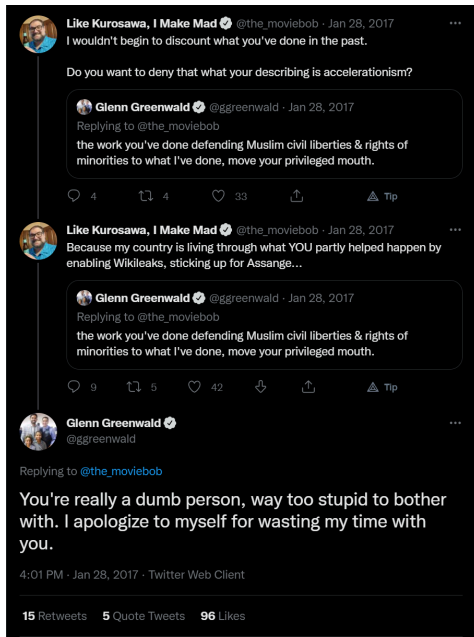 Like Kurosawa, I Make Mad @the_moviebob · Jan 28, 2017
I wouldn't begin to discount what you've done in the past.
Do you want to deny that what your describing is accelerationism?
Glenn Greenwald @ggreenwald · Jan 28, 2017
Replying to @the_moviebob
the work you've done defending Muslim civil liberties & rights of
minorities to what I've done, move your privileged mouth.
4 4 33 Tip
Like Kurosawa, I Make Mad @the_moviebob · Jan 28, 2017
Because my country is living through what YOU partly helped happen by
enabling Wikileaks, sticking up for Assange...
Glenn Greenwald @ggreenwald · Jan 28, 2017
Replying to @the_moviebob
the work you've done defending Muslim civil liberties & rights of
minorities to what I've done, move your privileged mouth.
9 5 42 Tip
Glenn Greenwald
@ggreenwald
Replying to @the_moviebob
You're really a dumb person, way too stupid to bother
with. I apologize to myself for wasting my time with
you.
4:01 PM · Jan 28, 2017 · Twitter Web Client
15 Retweets 5 Quote Tweets 96 Likes